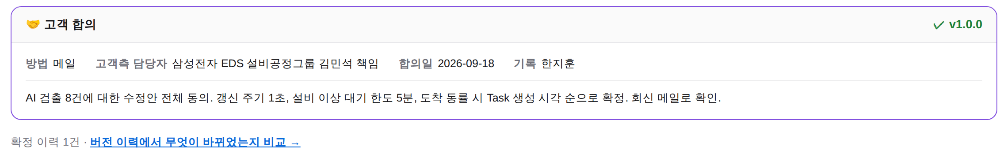 🤝 고객 합의 ✓ v1.0.0
방법 메일 고객측 담당자 삼성전자 EDS 설비공정그룹 김민석 책임 합의일 2026-09-18 기록 한지훈
AI 검출 8건에 대한 수정안 전체 동의. 갱신 주기 1초, 설비 이상 대기 한도 5분, 도착 동률 시 Task 생성 시각 순으로 확정. 회신 메일로 확인.
확정 이력 1건 · 버전 이력에서 무엇이 바뀌었는지 비교 →